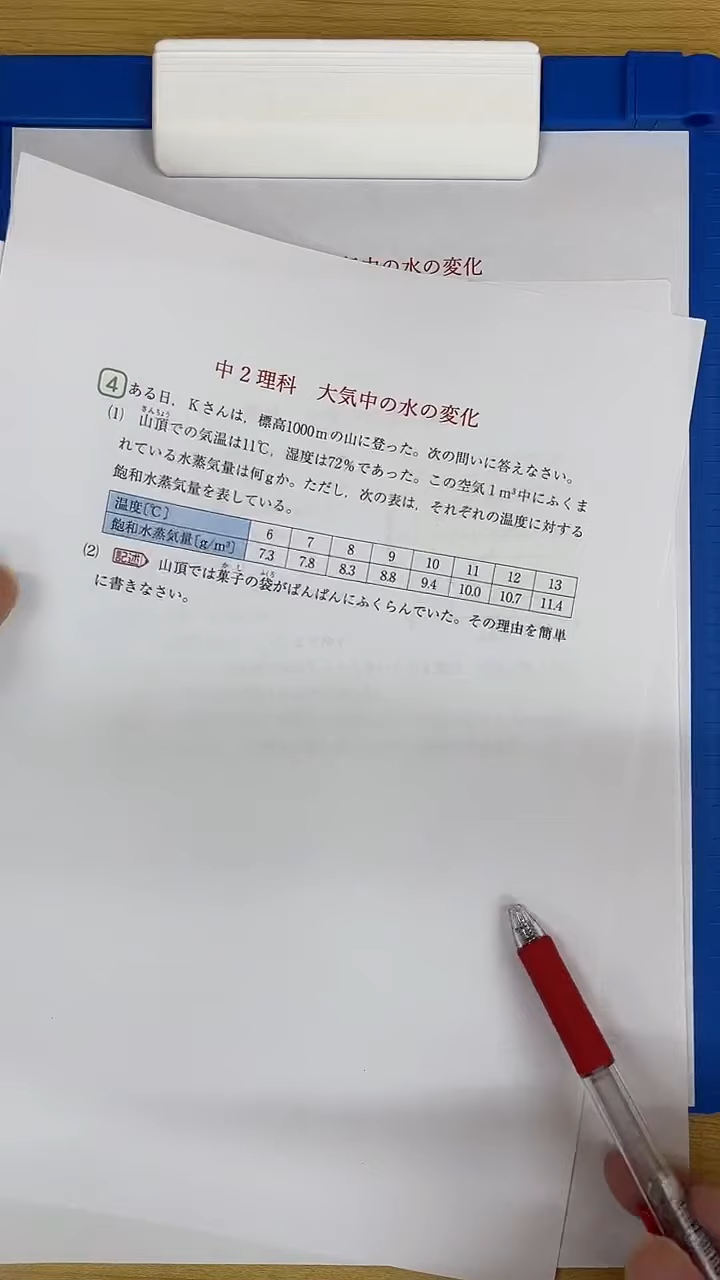 中の水の変化
中2理科 大気中の水の変化
4 ある日，Kさんは，標高1000mの山に登った。次の問いに答えなさい。
(1) 山頂での気温は11℃，湿度は72％であった。この空気1m³中にふくま
れている水蒸気量は何gか。ただし，次の表は，それぞれの温度に対する
飽和水蒸気量を表している。
温度〔℃〕 6 7 8 9 10 11 12 13
飽和水蒸気量〔g/m³〕 7.3 7.8 8.3 8.8 9.4 10.0 10.7 11.4
(2) 記述 山頂では菓子の袋がぱんぱんにふくらんでいた。その理由を簡単
に書きなさい。